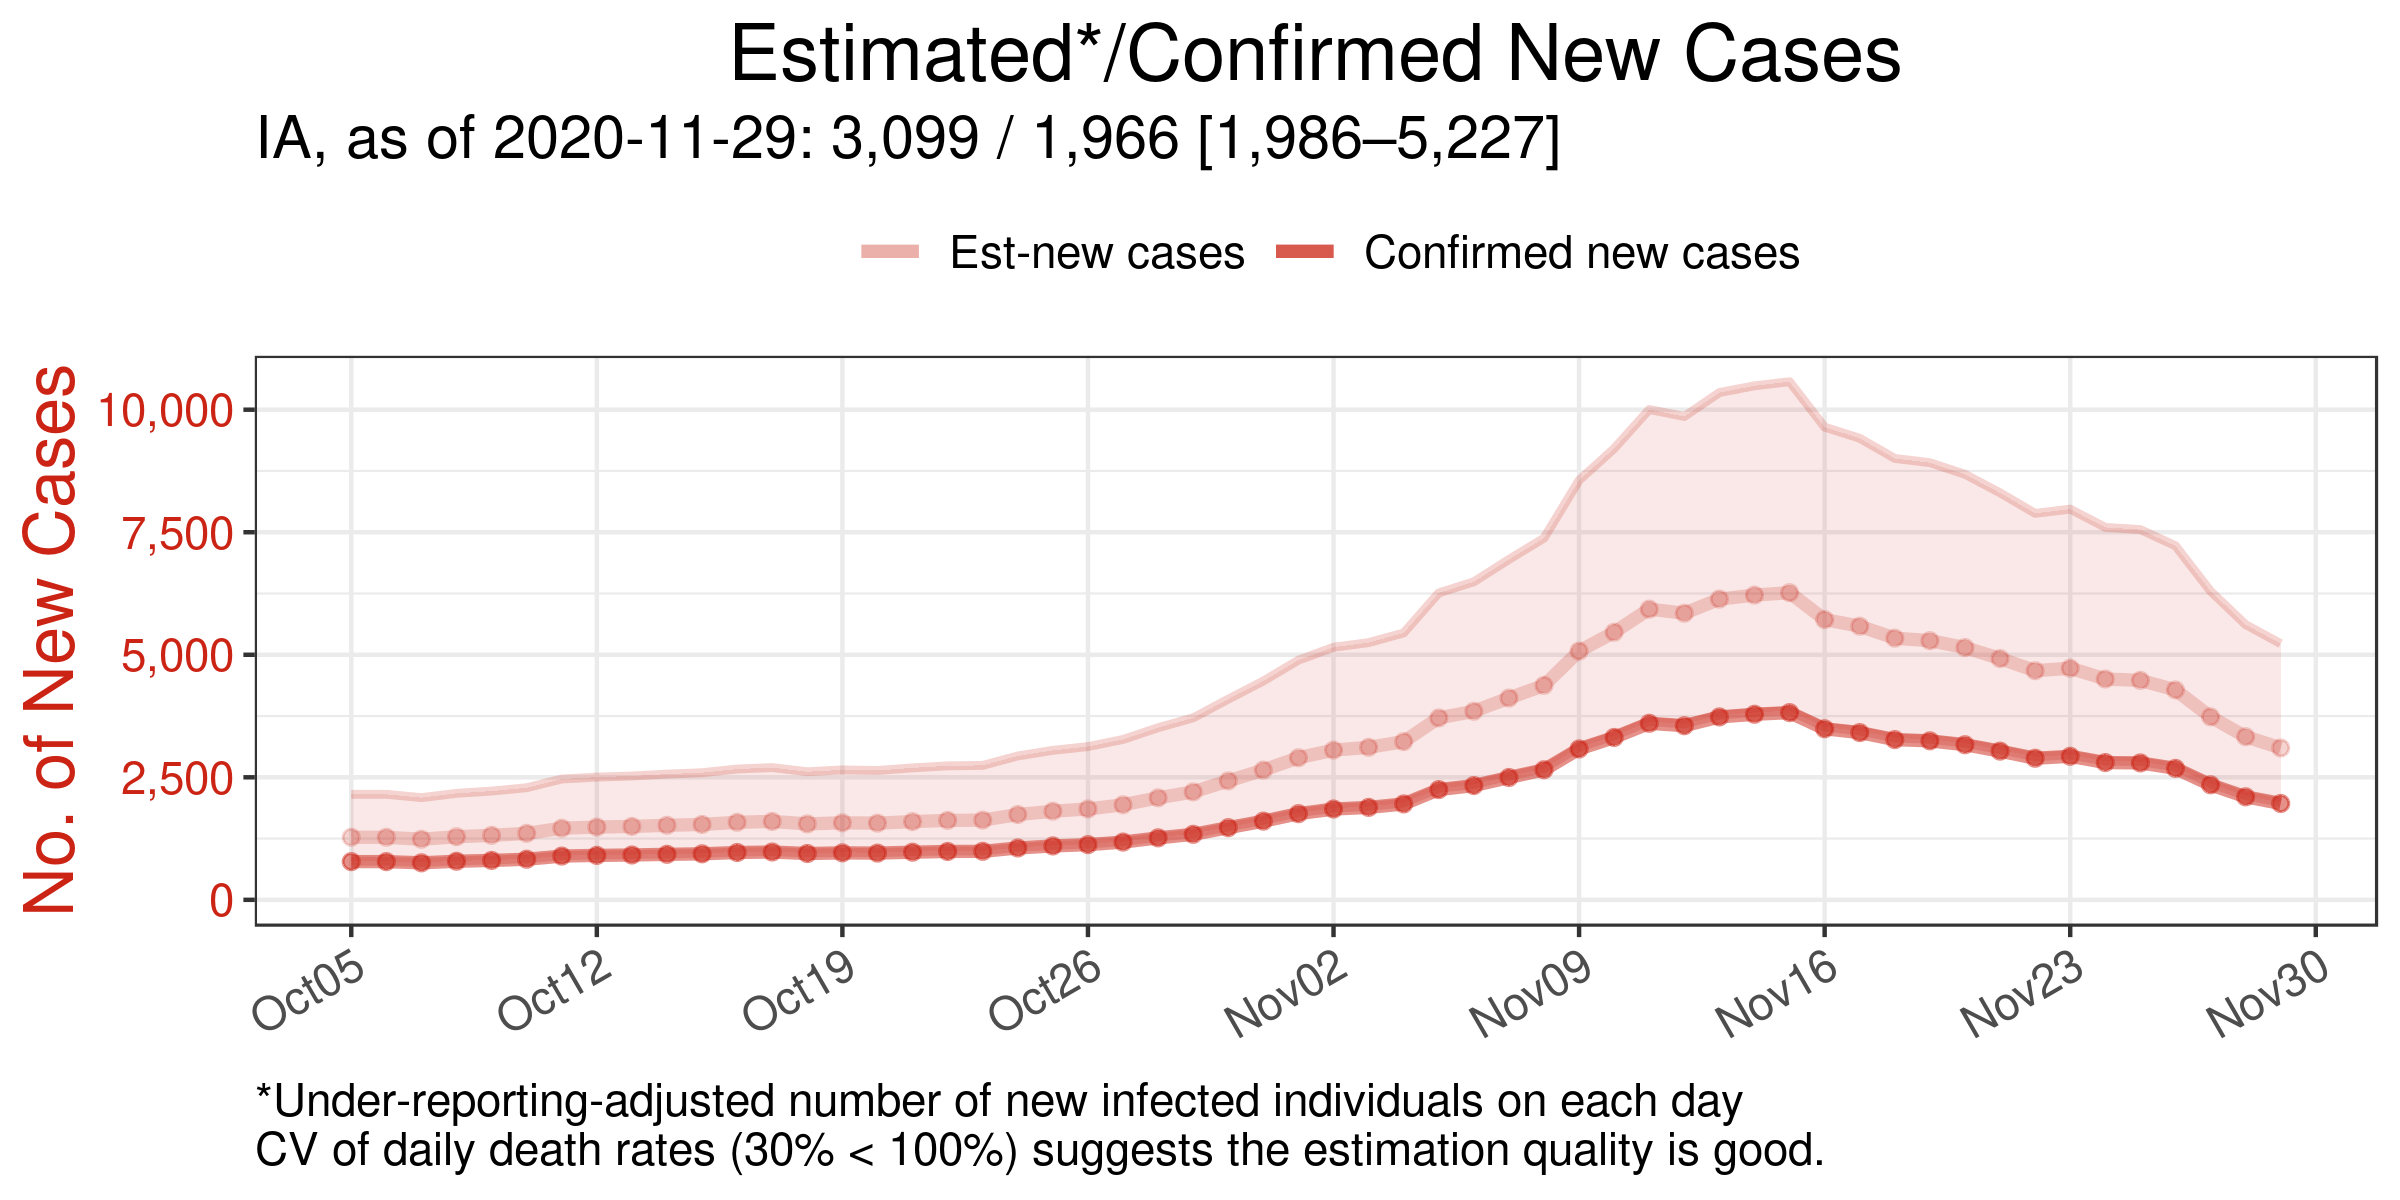 Estimated*/Confirmed New Cases
IA, as of 2020-11-29: 3,099 / 1,966 [1,986–5,227]
Est-new cases
Confirmed new cases
No. of New Cases
10,000
7,500
5,000
2,500
0
Oct05
Oct12
Oct19
Oct26
Nov02
Nov09
Nov16
Nov23
Nov30
*Under-reporting-adjusted number of new infected individuals on each day
CV of daily death rates (30% < 100%) suggests the estimation quality is good.